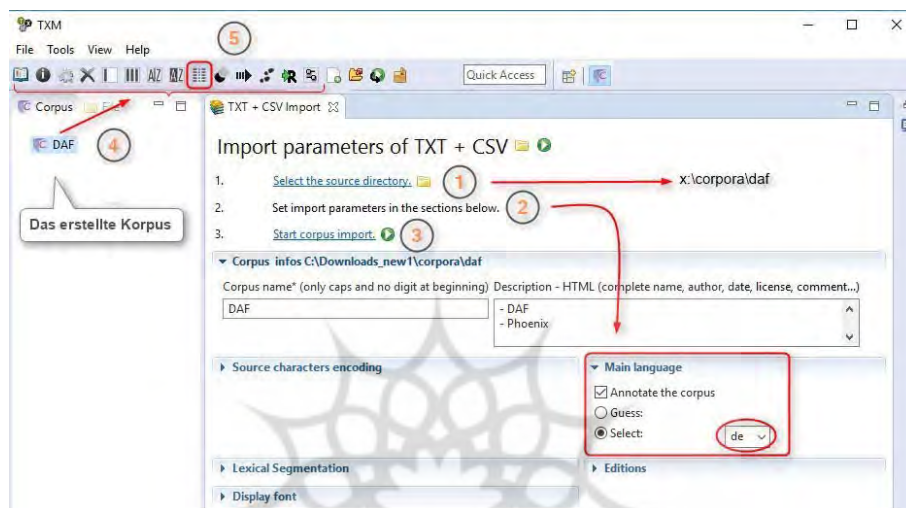 TXM
File Tools View Help
5
Quick Access
Corpus
TXT + CSV Import
DAF
4
Das erstellte Korpus
Import parameters of TXT + CSV
1. Select the source directory. 1 x:\corpora\daf
2. Set import parameters in the sections below. 2
3. Start corpus import. 3
Corpus infos C:\Downloads_new1\corpora\daf
Corpus name* (only caps and no digit at beginning) Description - HTML (complete name, author, date, license, comment...)
DAF
- DAF
- Phoenix
Source characters encoding
Main language
Annotate the corpus
Guess:
Select: de
Lexical Segmentation
Editions
Display font